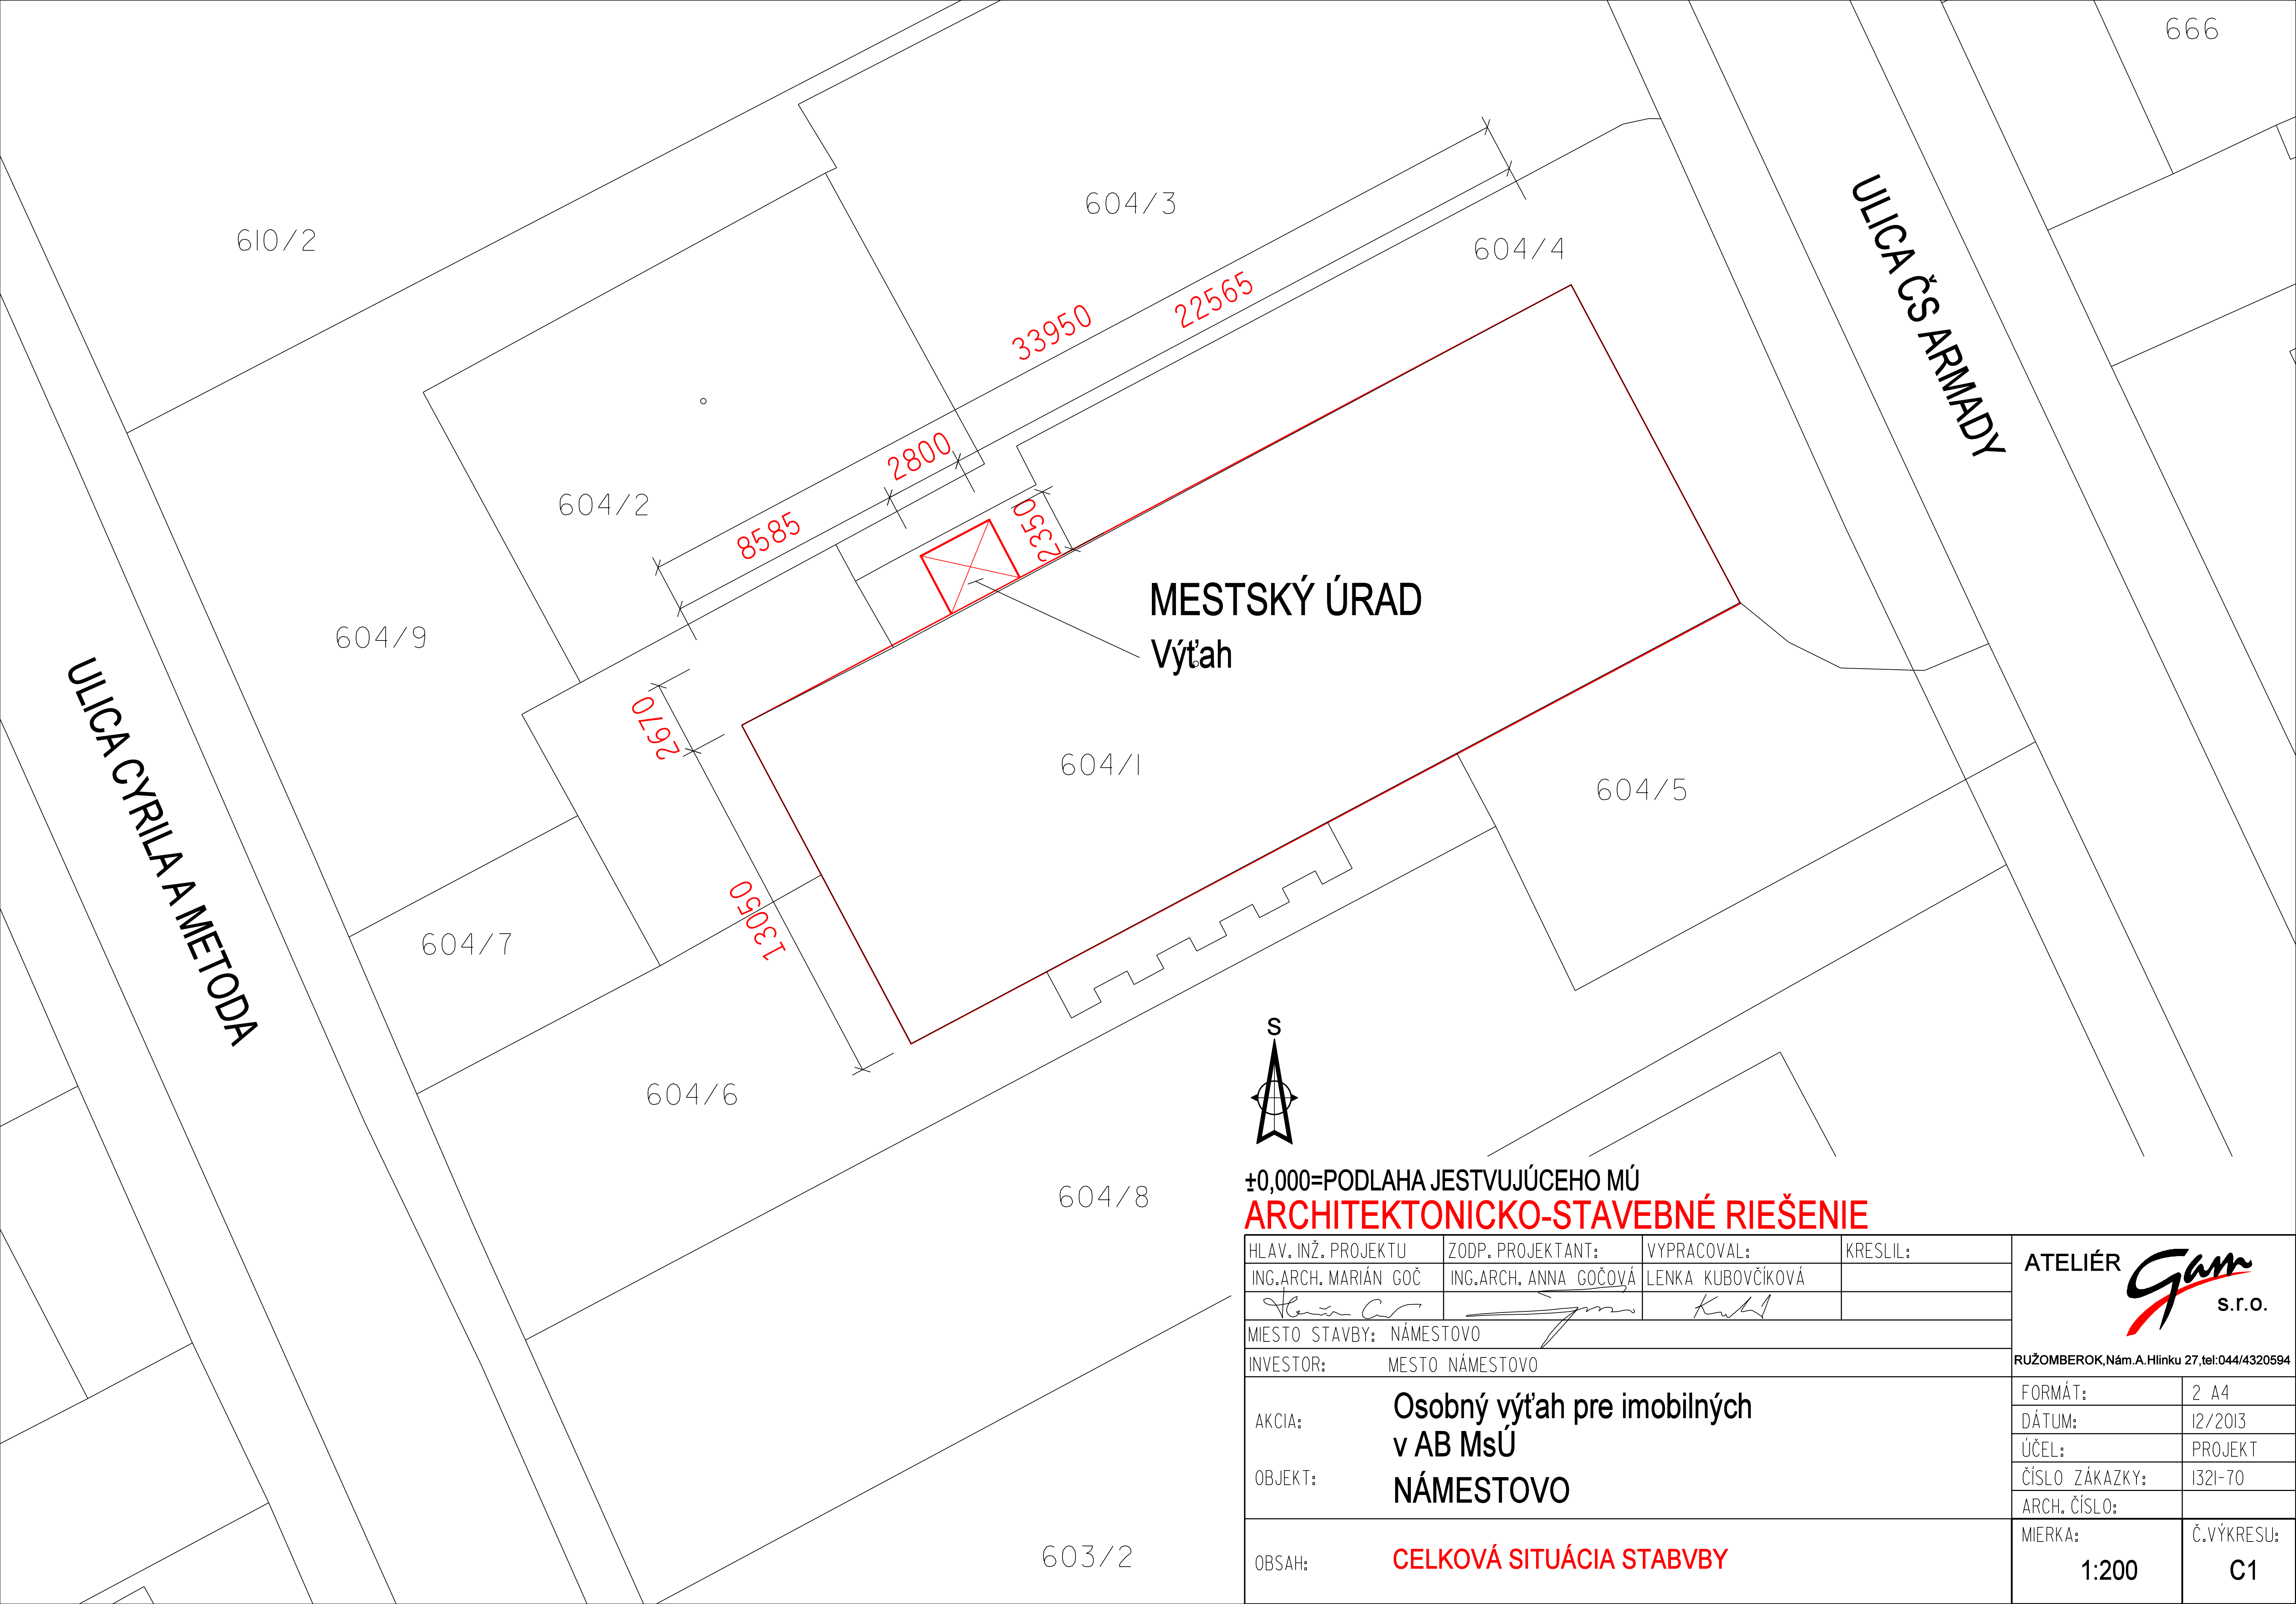 666
604/3
610/2
604/4
ULICA ČS ARMADY
33950
22565
2800
8585
2350
604/2
MESTSKÝ ÚRAD
Výťah
604/9
2670
604/1
604/5
ULICA CYRILA A METODA
13050
604/7
604/6
604/8
603/2
S
±0,000=PODLAHA JESTVUJÚCEHO MÚ
ARCHITEKTONICKO-STAVEBNÉ RIEŠENIE
HLAV. INŽ. PROJEKTU
ZODP. PROJEKTANT:
VYPRACOVAL:
KRESLIL:
ING.ARCH. MARIÁN GOČ
ING.ARCH. ANNA GOČOVÁ
LENKA KUBOVČÍKOVÁ
MIESTO STAVBY: NÁMESTOVO
INVESTOR: MESTO NÁMESTOVO
AKCIA:
Osobný výťah pre imobilných
v AB MsÚ
OBJEKT:
NÁMESTOVO
OBSAH:
CELKOVÁ SITUÁCIA STABVBY
ATELIÉR
Gam
s.r.o.
RUŽOMBEROK,Nám.A.Hlinku 27,tel:044/4320594
FORMÁT: 2 A4
DÁTUM: 12/2013
ÚČEL: PROJEKT
ČÍSLO ZÁKAZKY: 1321-70
ARCH. ČÍSLO:
MIERKA:
1:200
Č.VÝKRESU:
C1